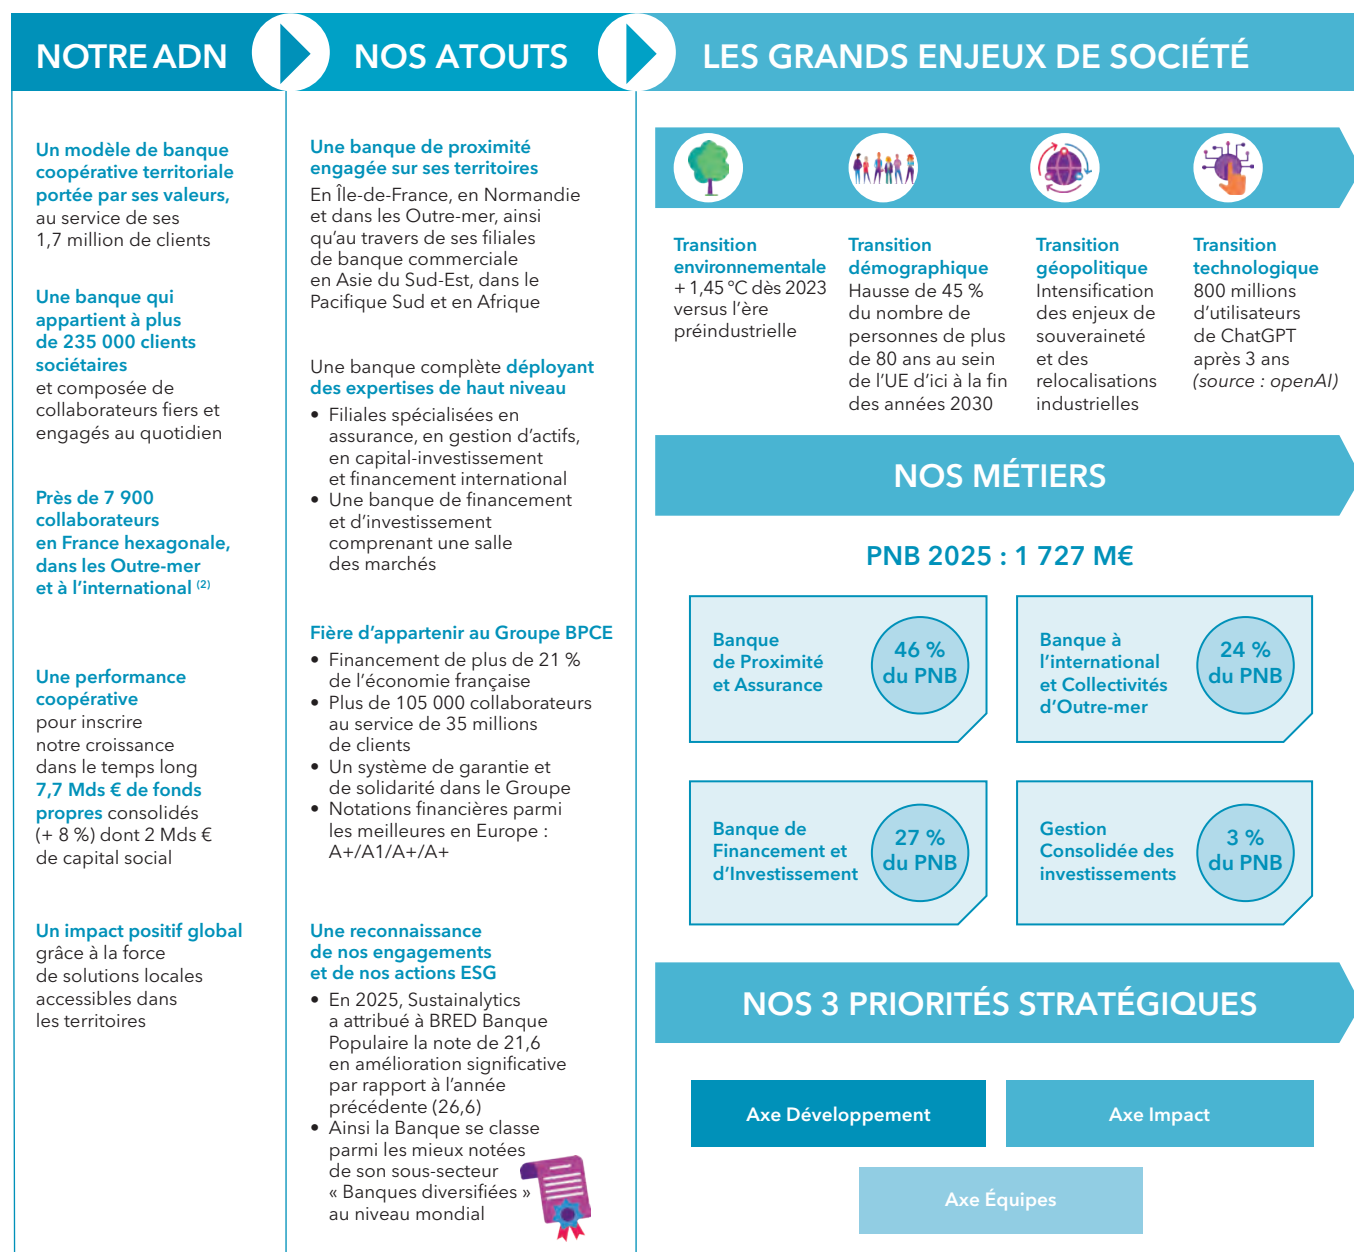 NOTRE ADN
NOS ATOUTS
LES GRANDS ENJEUX DE SOCIÉTÉ
Un modèle de banque
coopérative territoriale
portée par ses valeurs,
au service de ses
1,7 million de clients
Une banque qui
appartient à plus
de 235 000 clients
sociétaires
et composée de
collaborateurs fiers et
engagés au quotidien
Près de 7 900
collaborateurs
en France hexagonale,
dans les Outre-mer
et à l’international (2)
Une performance
coopérative
pour inscrire
notre croissance
dans le temps long
7,7 Mds € de fonds
propres consolidés
(+ 8 %) dont 2 Mds €
de capital social
Un impact positif global
grâce à la force
de solutions locales
accessibles dans
les territoires
Une banque de proximité
engagée sur ses territoires
En Île-de-France, en Normandie
et dans les Outre-mer, ainsi
qu’au travers de ses filiales
de banque commerciale
en Asie du Sud-Est, dans le
Pacifique Sud et en Afrique
Une banque complète déployant
des expertises de haut niveau
• Filiales spécialisées en
assurance, en gestion d’actifs,
en capital-investissement
et financement international
• Une banque de financement
et d’investissement
comprenant une salle
des marchés
Fière d’appartenir au Groupe BPCE
• Financement de plus de 21 %
de l’économie française
• Plus de 105 000 collaborateurs
au service de 35 millions
de clients
• Un système de garantie et
de solidarité dans le Groupe
• Notations financières parmi
les meilleures en Europe :
A+/A1/A+/A+
Une reconnaissance
de nos engagements
et de nos actions ESG
• En 2025, Sustainalytics
a attribué à BRED Banque
Populaire la note de 21,6
en amélioration significative
par rapport à l’année
précédente (26,6)
• Ainsi la Banque se classe
parmi les mieux notées
de son sous-secteur
« Banques diversifiées »
au niveau mondial
Transition
environnementale
+ 1,45 °C dès 2023
versus l’ère
préindustrielle
Transition
démographique
Hausse de 45 %
du nombre de
personnes de plus
de 80 ans au sein
de l’UE d’ici à la fin
des années 2030
Transition
géopolitique
Intensification
des enjeux de
souveraineté
et des
relocalisations
industrielles
Transition
technologique
800 millions
d’utilisateurs
de ChatGPT
après 3 ans
(source : openAI)
NOS MÉTIERS
PNB 2025 : 1 727 M€
Banque
de Proximité
et Assurance
46 %
du PNB
Banque à
l’international
et Collectivités
d’Outre-mer
24 %
du PNB
Banque de
Financement et
d’Investissement
27 %
du PNB
Gestion
Consolidée des
investissements
3 %
du PNB
NOS 3 PRIORITÉS STRATÉGIQUES
Axe Développement
Axe Impact
Axe Équipes